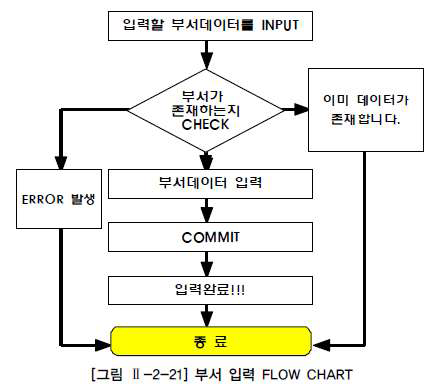 입력할 부서데이터를 INPUT
부서가
존재하는지
CHECK
이미 데이터가
존재합니다.
ERROR 발생
부서데이터 입력
COMMIT
입력완료!!!
종 료
[그림 Ⅱ-2-21] 부서 입력 FLOW CHART